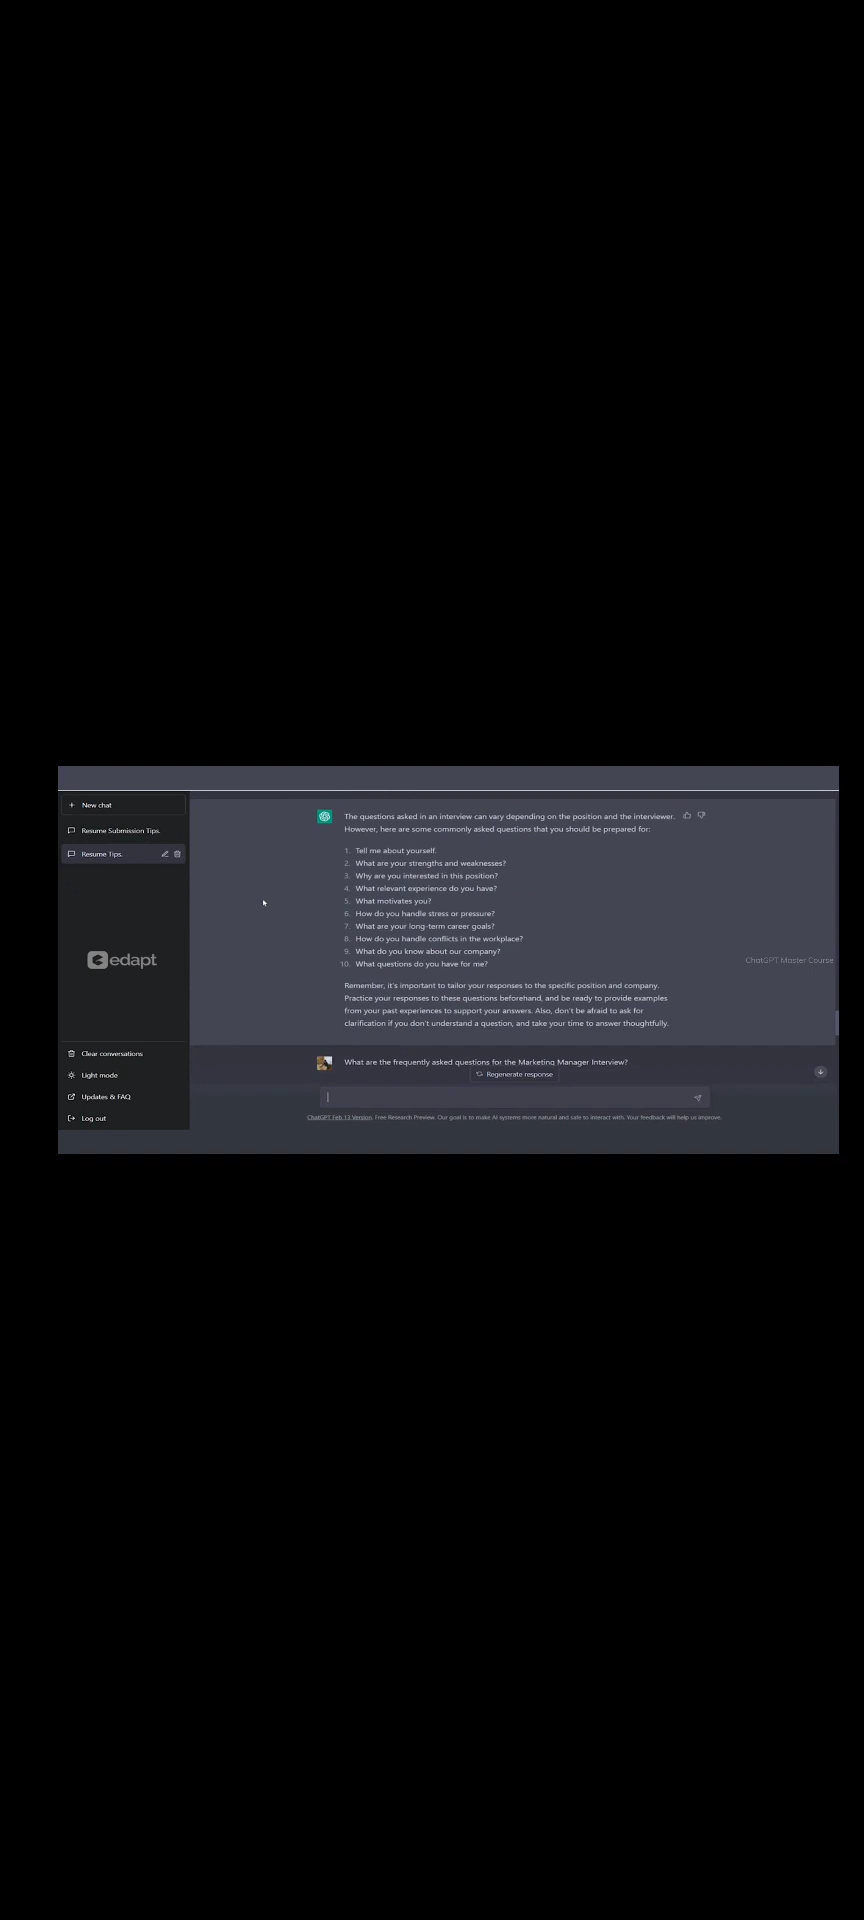 New chat
Resume Submission Tips.
Resume Tips.
edapt
Clear conversations
Light mode
Updates & FAQ
Log out
The questions asked in an interview can vary depending on the position and the interviewer.
However, here are some commonly asked questions that you should be prepared for:
1. Tell me about yourself.
2. What are your strengths and weaknesses?
3. Why are you interested in this position?
4. What relevant experience do you have?
5. What motivates you?
6. How do you handle stress or pressure?
7. What are your long-term career goals?
8. How do you handle conflicts in the workplace?
9. What do you know about our company?
10. What questions do you have for me?
ChatGPT Master Course
Remember, it's important to tailor your responses to the specific position and company.
Practice your responses to these questions beforehand, and be ready to provide examples
from your past experiences to support your answers. Also, don't be afraid to ask for
clarification if you don't understand a question, and take your time to answer thoughtfully.
What are the frequently asked questions for the Marketing Manager Interview?
Regenerate response
ChatGPT Feb 13 Version. Free Research Preview. Our goal is to make AI systems more natural and safe to interact with. Your feedback will help us improve.